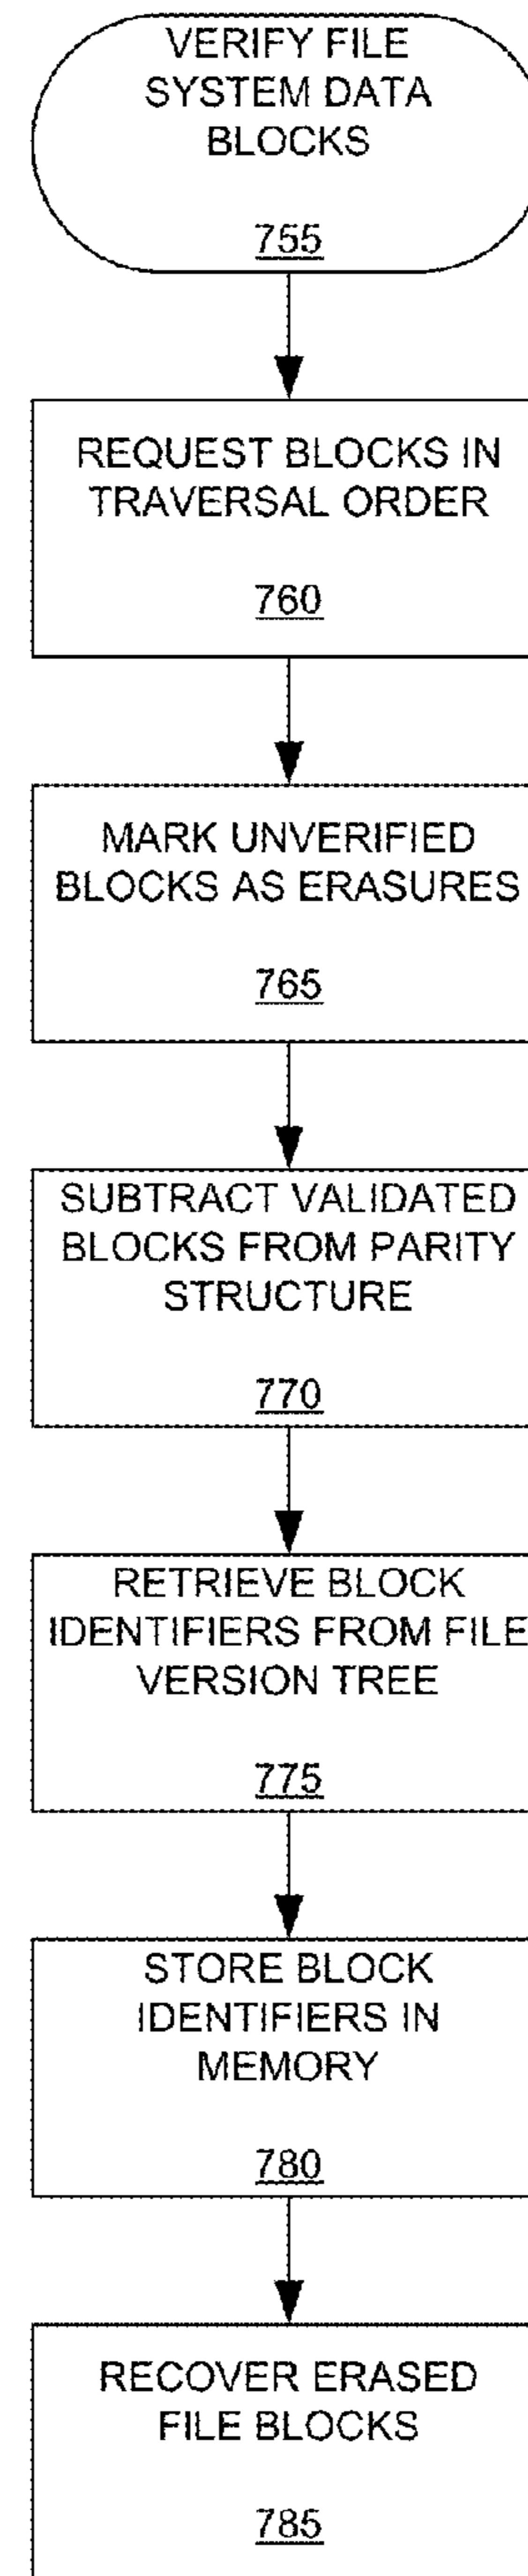 VERIFY FILE
SYSTEM DATA
BLOCKS
755
REQUEST BLOCKS IN
TRAVERSAL ORDER
760
MARK UNVERIFIED
BLOCKS AS ERASURES
765
SUBTRACT VALIDATED
BLOCKS FROM PARITY
STRUCTURE
770
RETRIEVE BLOCK
IDENTIFIERS FROM FILE
VERSION TREE
775
STORE BLOCK
IDENTIFIERS IN
MEMORY
780
RECOVER ERASED
FILE BLOCKS
785